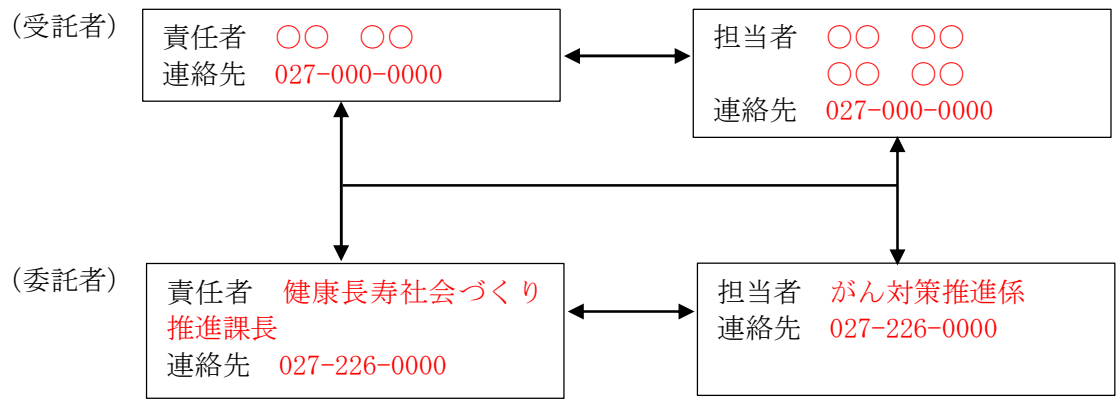 (受託者)
責任者　○○　○○
連絡先　027-000-0000
担当者　○○　○○
○○　○○
連絡先　027-000-0000
(委託者)
責任者　健康長寿社会づくり
推進課長
連絡先　027-226-0000
担当者　がん対策推進係
連絡先　027-226-0000